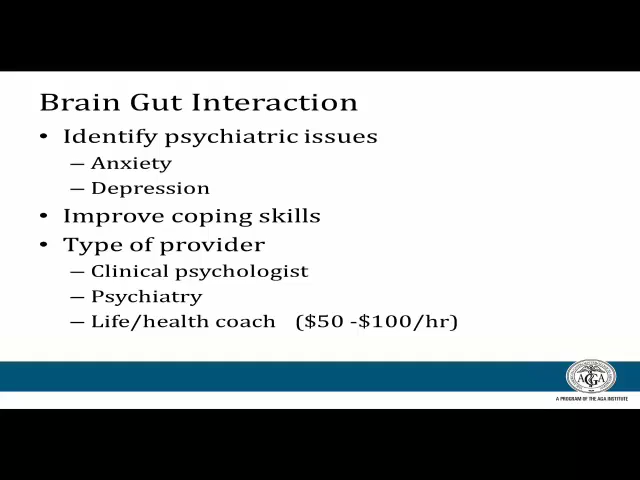 Brain Gut Interaction
• Identify psychiatric issues
– Anxiety
– Depression
• Improve coping skills
• Type of provider
– Clinical psychologist
– Psychiatry
– Life/health coach ($50 -$100/hr)
AGA
A PROGRAM OF THE AGA INSTITUTE